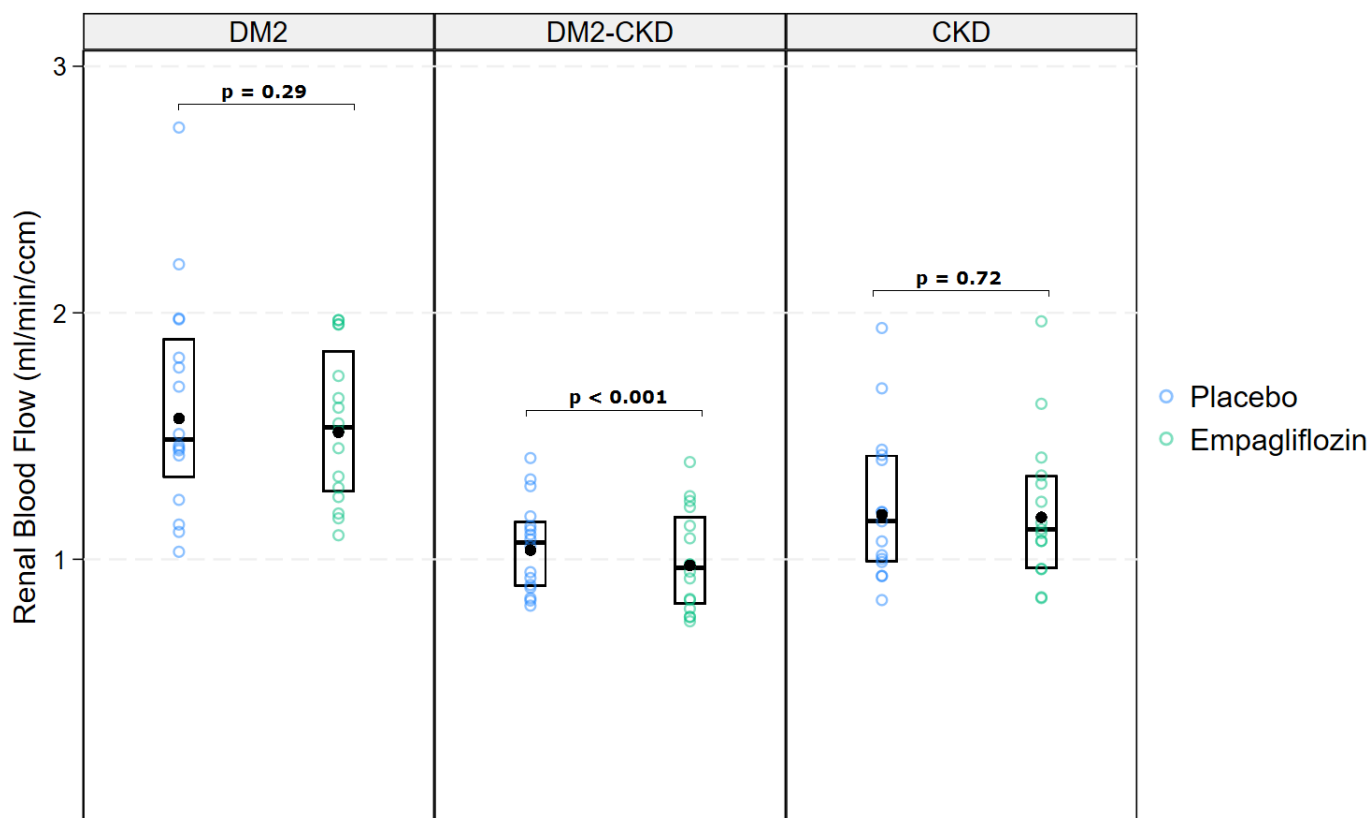 DM2
DM2-CKD
CKD
3
2
1
Renal Blood Flow (ml/min/ccm)
p = 0.29
p < 0.001
p = 0.72
Placebo
Empagliflozin